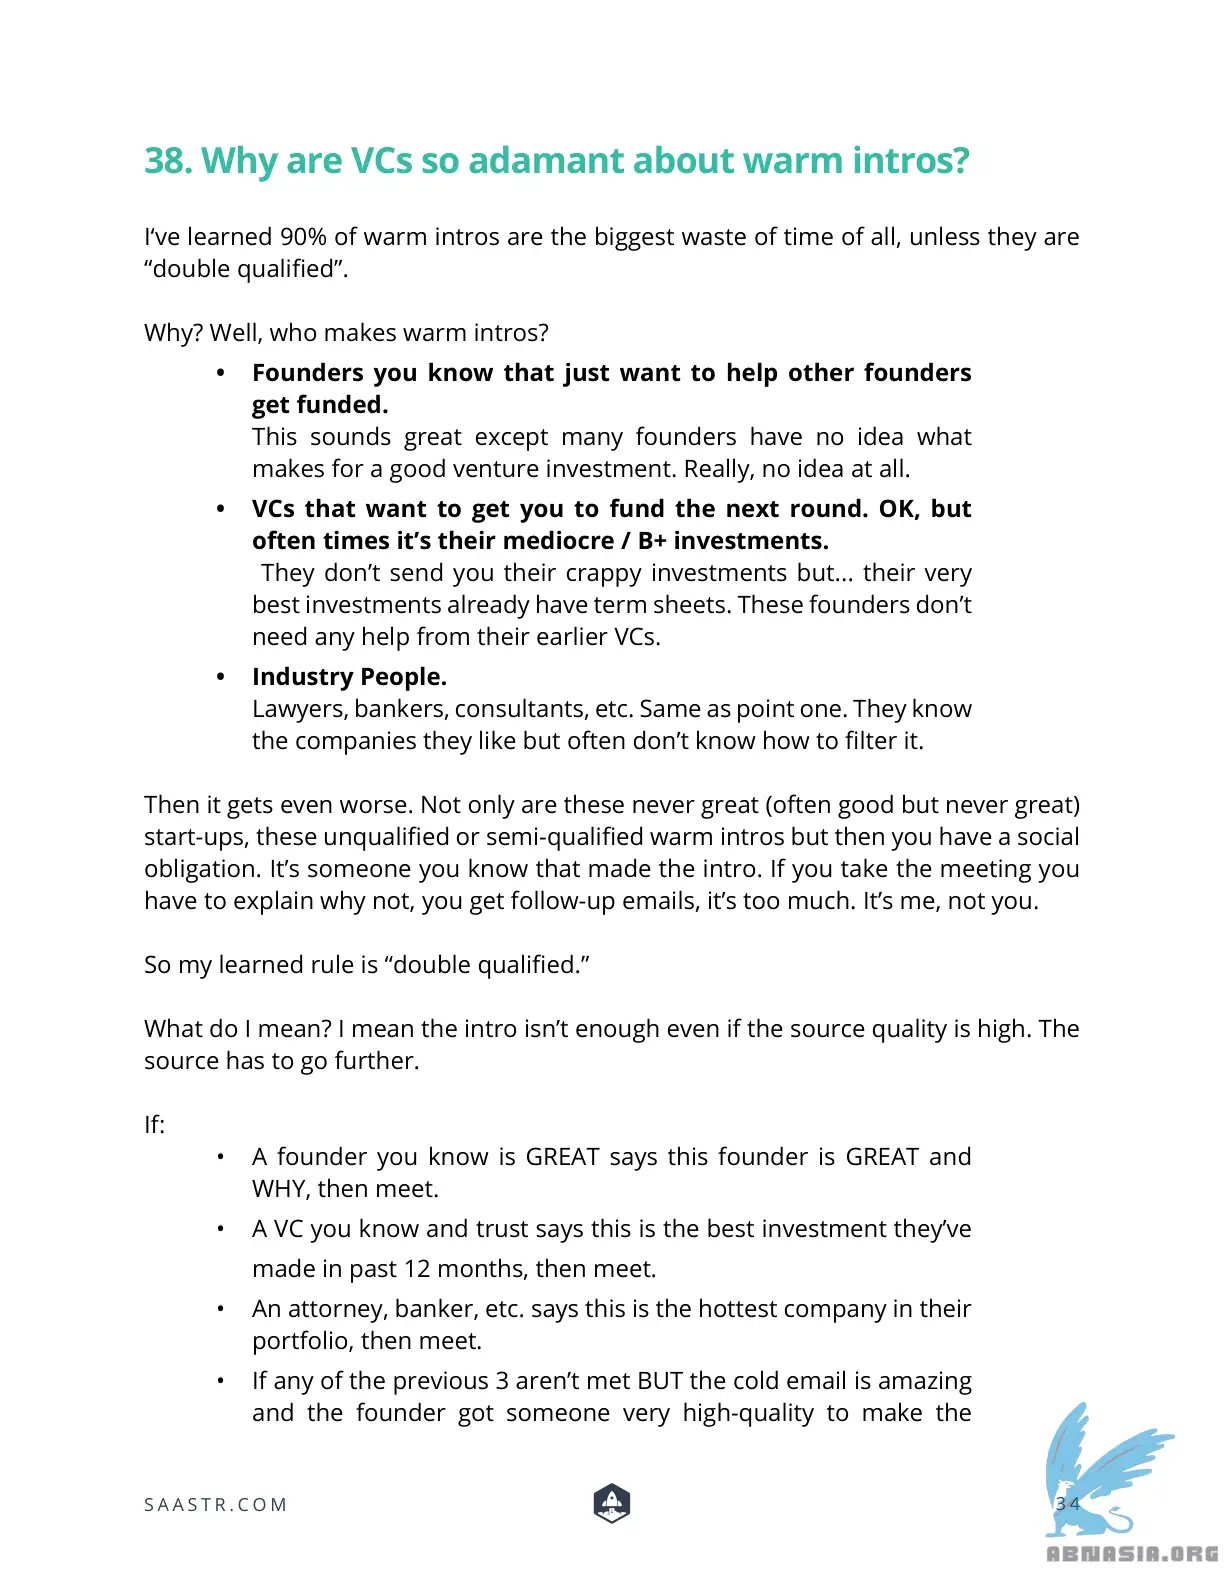 38. Why are VCs so adamant about warm intros?
I‘ve learned 90% of warm intros are the biggest waste of time of all, unless they are
“double qualified”.
Why? Well, who makes warm intros?
• Founders you know that just want to help other founders
get funded.
This sounds great except many founders have no idea what
makes for a good venture investment. Really, no idea at all.
• VCs that want to get you to fund the next round. OK, but
often times it’s their mediocre / B+ investments.
They don’t send you their crappy investments but... their very
best investments already have term sheets. These founders don’t
need any help from their earlier VCs.
• Industry People.
Lawyers, bankers, consultants, etc. Same as point one. They know
the companies they like but often don’t know how to filter it.
Then it gets even worse. Not only are these never great (often good but never great)
start-ups, these unqualified or semi-qualified warm intros but then you have a social
obligation. It’s someone you know that made the intro. If you take the meeting you
have to explain why not, you get follow-up emails, it’s too much. It’s me, not you.
So my learned rule is “double qualified.”
What do I mean? I mean the intro isn’t enough even if the source quality is high. The
source has to go further.
If:
• A founder you know is GREAT says this founder is GREAT and
WHY, then meet.
• A VC you know and trust says this is the best investment they’ve
made in past 12 months, then meet.
• An attorney, banker, etc. says this is the hottest company in their
portfolio, then meet.
• If any of the previous 3 aren’t met BUT the cold email is amazing
and the founder got someone very high-quality to make the
SAASTR.COM
34
ABNASIA.ORG